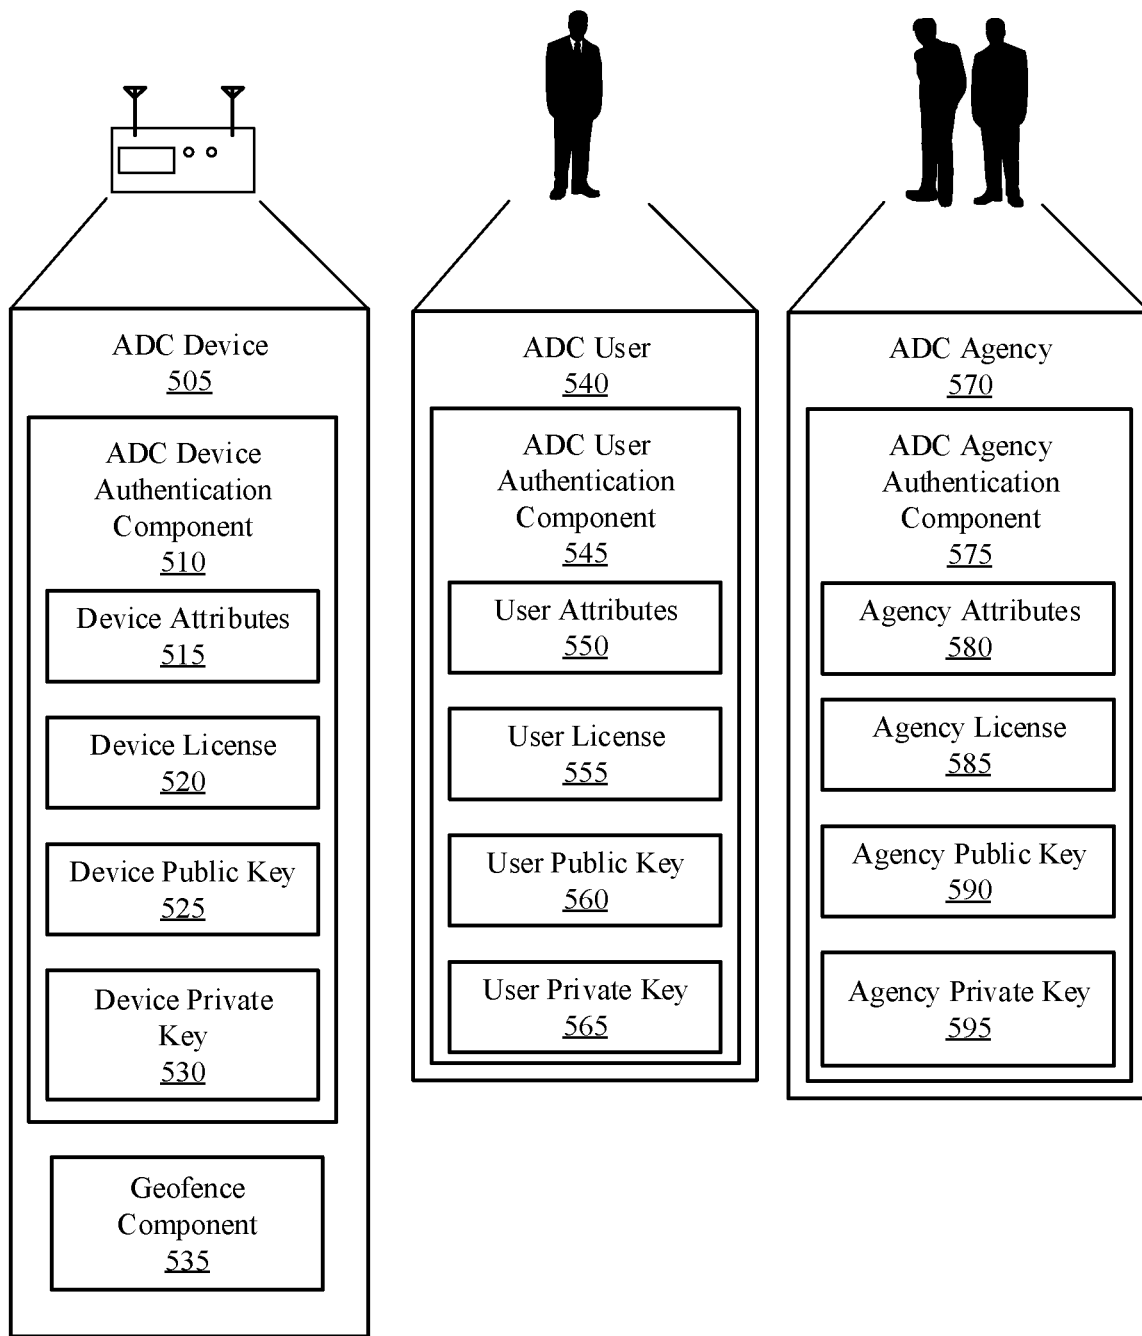 ADC Device
505
ADC Device
Authentication
Component
510
Device Attributes
515
Device License
520
Device Public Key
525
Device Private
Key
530
Geofence
Component
535
ADC User
540
ADC User
Authentication
Component
545
User Attributes
550
User License
555
User Public Key
560
User Private Key
565
ADC Agency
570
ADC Agency
Authentication
Component
575
Agency Attributes
580
Agency License
585
Agency Public Key
590
Agency Private Key
595